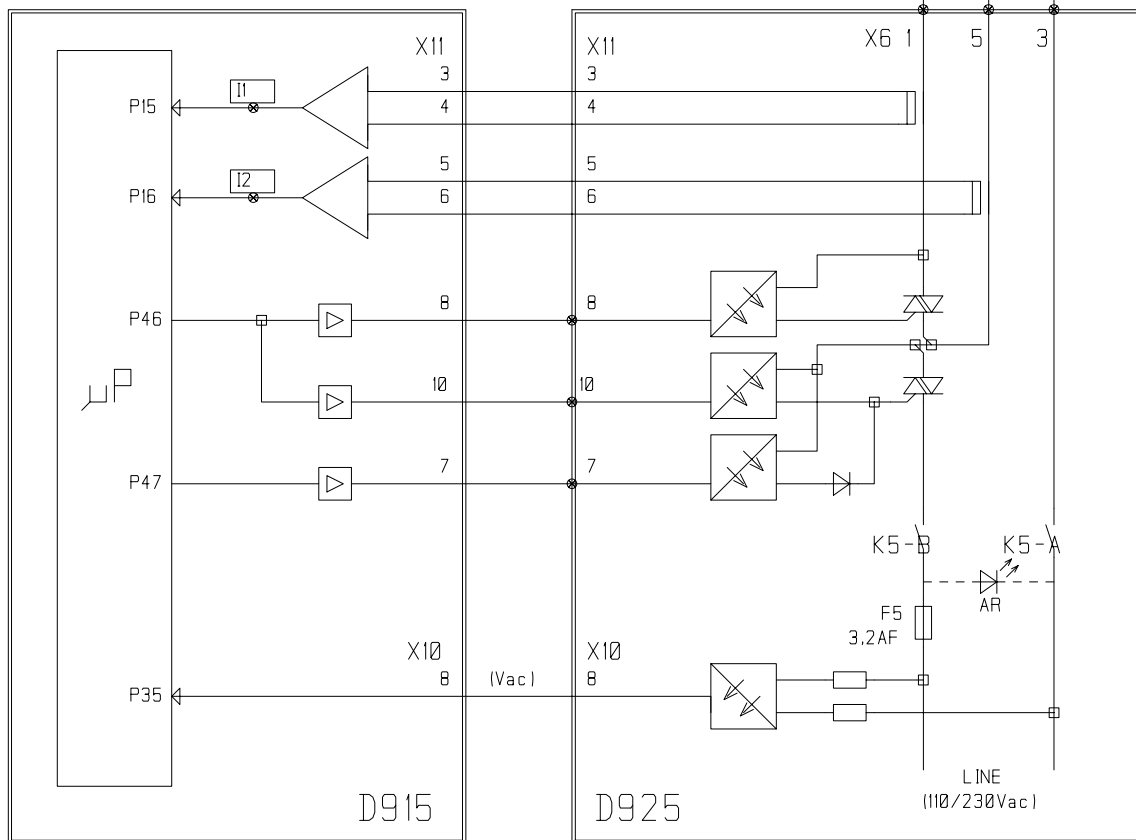 X11
X11
X6 1
5
3
3
3
I1
P15
4
4
5
5
I2
P16
6
6
P46
8
8
10
10
µP
P47
7
7
K5-B
K5-A
AR
F5
3,2AF
X10
X10
P35
8
(Vac)
8
LINE
(110/230Vac)
D915
D925